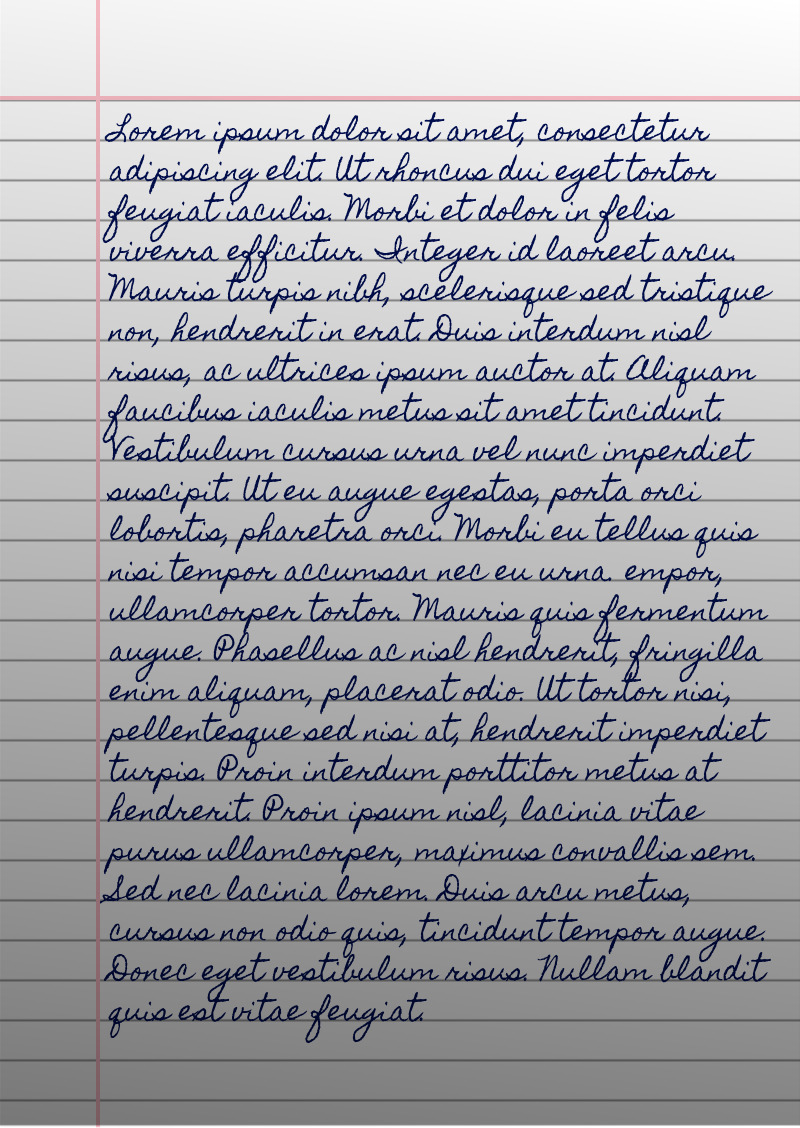 Lorem ipsum dolor sit amet, consectetur
adipiscing elit. Ut rhoncus dui eget tortor
feugiat iaculis. Morbi et dolor in felis
viverra efficitur. Integer id laoreet arcu.
Mauris turpis nibh, scelerisque sed tristique
non, hendrerit in erat. Duis interdum nisl
risus, ac ultrices ipsum auctor at. Aliquam
faucibus iaculis metus sit amet tincidunt.
Vestibulum cursus urna vel nunc imperdiet
suscipit. Ut eu augue egestas, porta orci
lobortis, pharetra orci. Morbi eu tellus quis
nisi tempor accumsan nec eu urna. empor,
ullamcorper tortor. Mauris quis fermentum
augue. Phasellus ac nisl hendrerit, fringilla
enim aliquam, placerat odio. Ut tortor nisi,
pellentesque sed nisi at, hendrerit imperdiet
turpis. Proin interdum porttitor metus at
hendrerit. Proin ipsum nisl, lacinia vitae
purus ullamcorper, maximus convallis sem.
Sed nec lacinia lorem. Duis arcu metus,
cursus non odio quis, tincidunt tempor augue.
Donec eget vestibulum risus. Nullam blandit
quis est vitae feugiat.